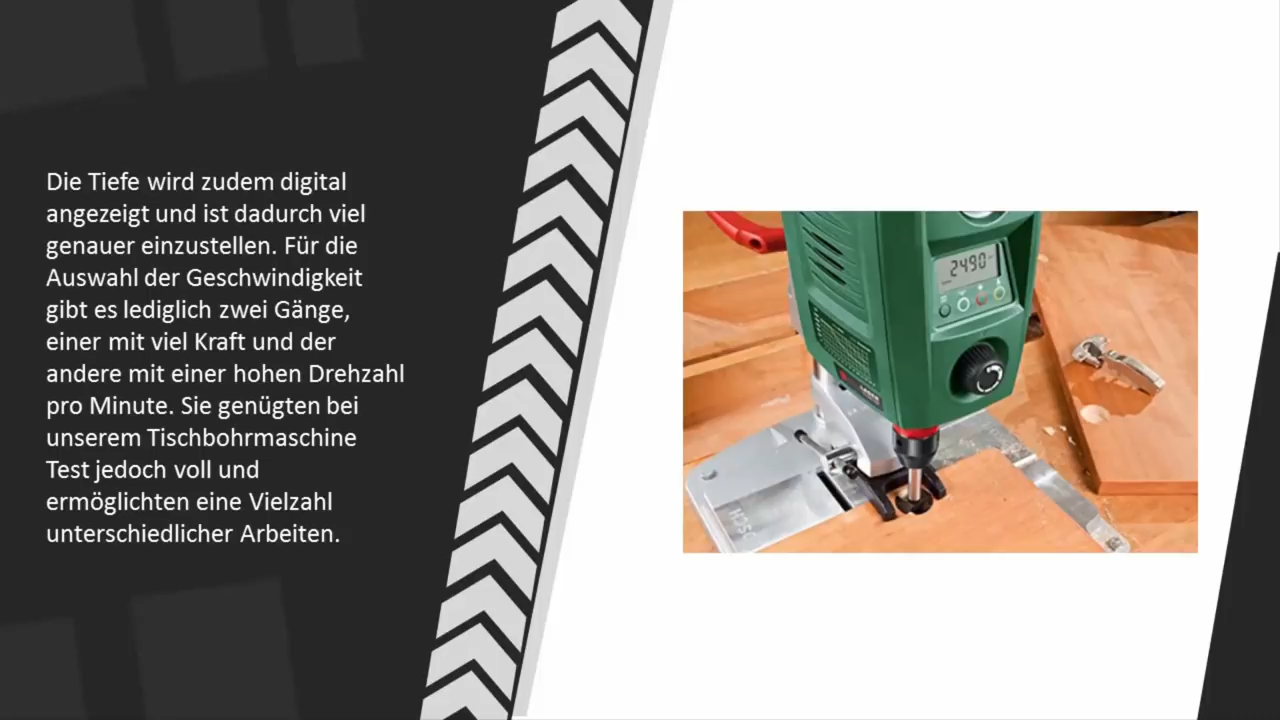 Die Tiefe wird zudem digital
angezeigt und ist dadurch viel
genauer einzustellen. Für die
Auswahl der Geschwindigkeit
gibt es lediglich zwei Gänge,
einer mit viel Kraft und der
andere mit einer hohen Drehzahl
pro Minute. Sie genügten bei
unserem Tischbohrmaschine
Test jedoch voll und
ermöglichten eine Vielzahl
unterschiedlicher Arbeiten.
2490
LASER